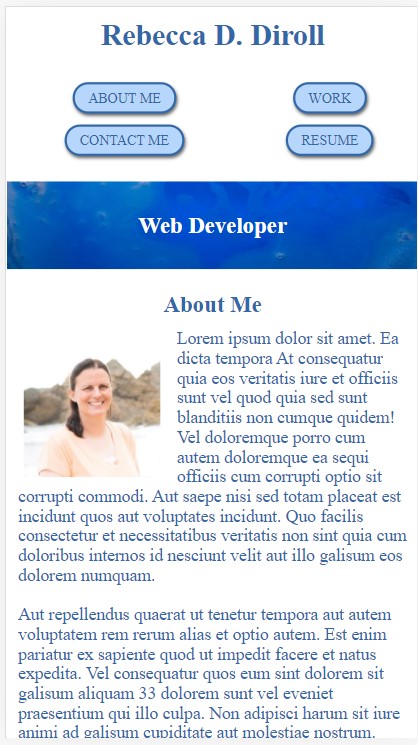 Rebecca D. Diroll
ABOUT ME
WORK
CONTACT ME
RESUME
Web Developer
About Me
Lorem ipsum dolor sit amet. Ea
dicta tempora At consequatur
quia eos veritatis iure et officiis
sunt vel quod quia sed sunt
blanditiis non cumque quidem!
Vel doloremque porro cum
autem doloremque ea sequi
officiis cum corrupti optio sit
corrupti commodi. Aut saepe nisi sed totam placeat est
incidunt quos aut voluptates incidunt. Quo facilis
consectetur et necessitatibus veritatis non sint quia cum
doloribus internos id nesciunt velit aut illo galisum eos
dolorem numquam.
Aut repellendus quaerat ut tenetur tempora aut autem
voluptatem rem rerum alias et optio autem. Est enim
pariatur ex sapiente quod ut impedit facere et natus
expedita. Vel consequatur quos eum sint dolorem sit
galisum aliquam 33 dolorem sunt vel eveniet
praesentium qui illo culpa. Non adipisci harum sit iure
animi ad galisum cupiditate aut molestiae nostrum.